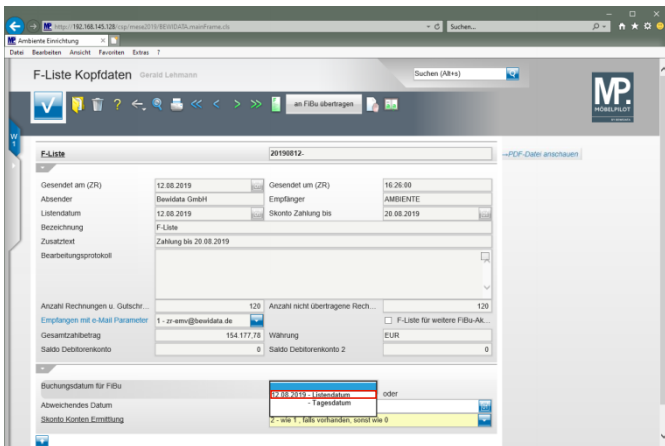 http://192.168.145.128/csp/mesa2019/BEWIDATA.mainFrame.cls
Suchen...
Ambiente Einrichtung
Datei Bearbeiten Ansicht Favoriten Extras ?
F-Liste Kopfdaten Gerald Lehmann
Suchen (Alt+s)
an FiBu übertragen
MP.
MÖBELPILOT
W
1
F-Liste 20190812-
PDF-Datei anschauen
Gesendet am (ZR) 12.08.2019 Gesendet um (ZR) 16:26:00
Absender Bewidata GmbH Empfänger AMBIENTE
Listendatum 12.08.2019 Skonto Zahlung bis 20.08.2019
Bezeichnung F-Liste
Zusatztext Zahlung bis 20.08.2019
Bearbeitungsprotokoll
Anzahl Rechnungen u. Gutschr... 120 Anzahl nicht übertragene Rech... 120
Empfangen mit e-Mail Parameter 1 - zr-emv@bewidata.de F-Liste für weitere FiBu-Ak...
Gesamtzahlbetrag 154.177,78 Währung EUR
Saldo Debitorenkonto 0 Saldo Debitorenkonto 2 0
Buchungsdatum für FiBu
12.08.2019 - Listendatum oder
- Tagesdatum
Abweichendes Datum
Skonto Konten Ermittlung 2 - wie 1 , falls vorhanden, sonst wie 0